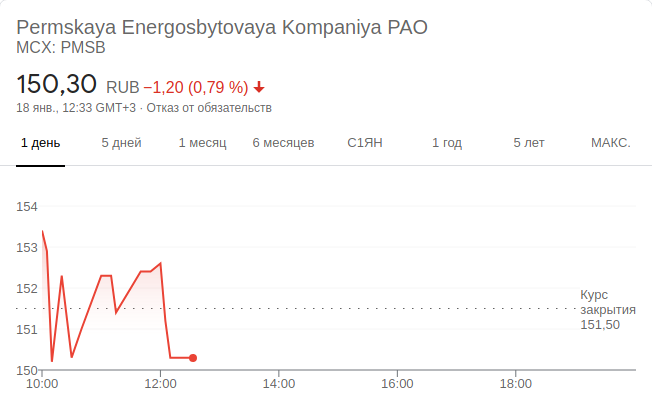 Permskaya Energosbytovaya Kompaniya PAO
MCX: PMSB
150,30 RUB −1,20 (0,79 %)
18 янв., 12:33 GMT+3 · Отказ от обязательств
1 день 5 дней 1 месяц 6 месяцев С1ЯН 1 год 5 лет МАКС.
154
153
152
Курс
закрытия
151,50
151
150
10:00 12:00 14:00 16:00 18:00